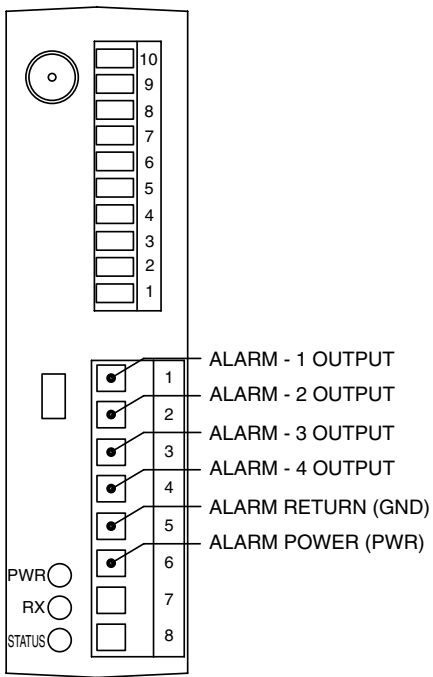 10
9
8
7
6
5
4
3
2
1
1 ALARM - 1 OUTPUT
2 ALARM - 2 OUTPUT
3 ALARM - 3 OUTPUT
4 ALARM - 4 OUTPUT
5 ALARM RETURN (GND)
6 ALARM POWER (PWR)
PWR
7
RX
8
STATUS